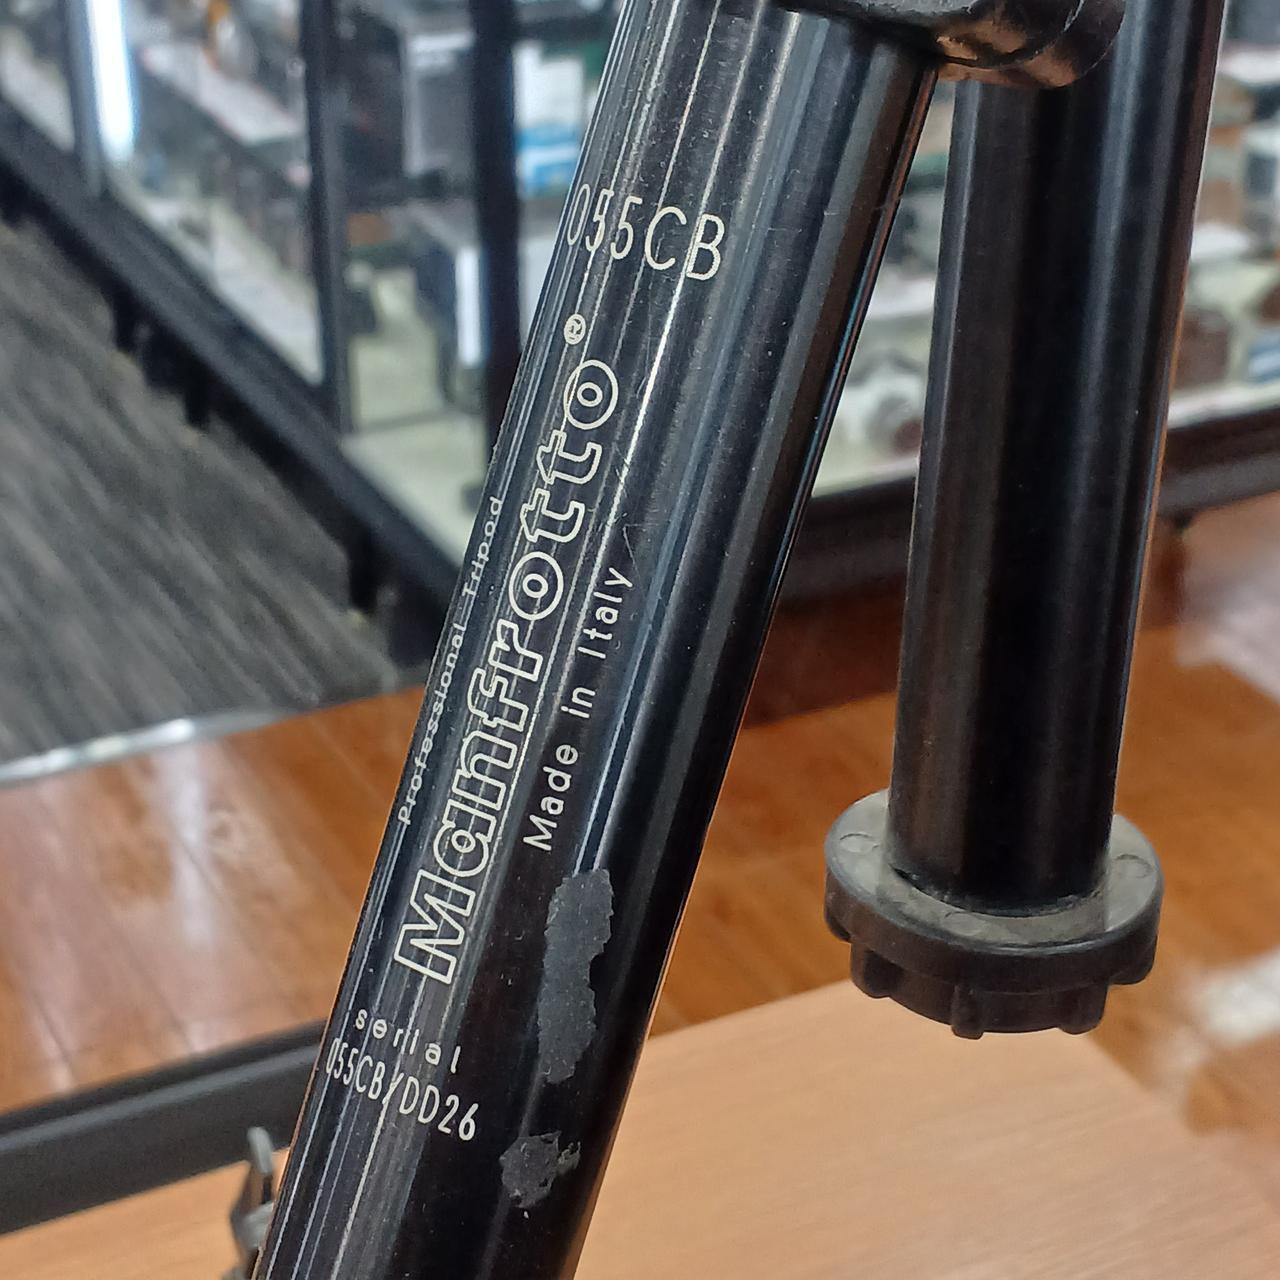 055CB
Professional Tripod
Manfrotto®
Made in Italy
serial
055CB/DD26